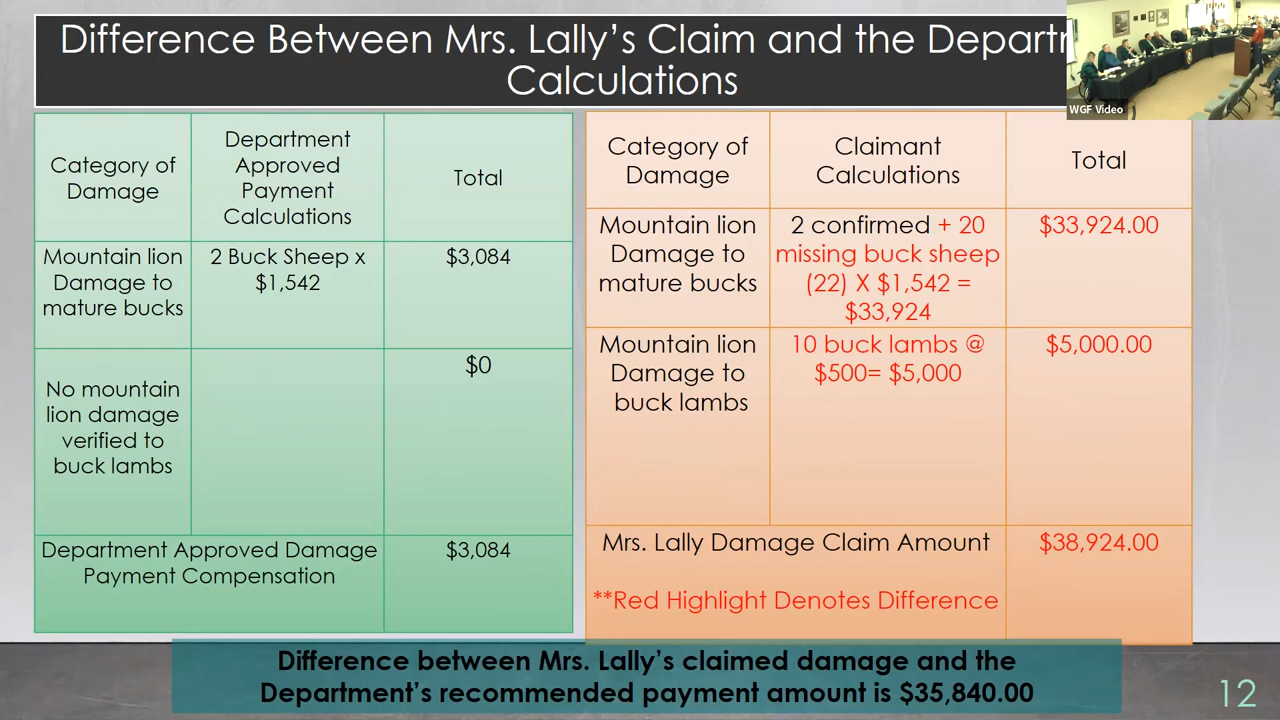 Difference Between Mrs. Lally's Claim and the Depart
Calculations
WGF Video
Category of
Damage
Department
Approved
Payment
Calculations
Total
Mountain lion
Damage to
mature bucks
2 Buck Sheep x
$1,542
$3,084
No mountain
lion damage
verified to
buck lambs
$0
Department Approved Damage
Payment Compensation
$3,084
Category of
Damage
Claimant
Calculations
Total
Mountain lion
Damage to
mature bucks
2 confirmed + 20
missing buck sheep
(22) X $1,542 =
$33,924
$33,924.00
Mountain lion
Damage to
buck lambs
10 buck lambs @
$500= $5,000
$5,000.00
Mrs. Lally Damage Claim Amount
**Red Highlight Denotes Difference
$38,924.00
Difference between Mrs. Lally's claimed damage and the
Department's recommended payment amount is $35,840.00
12